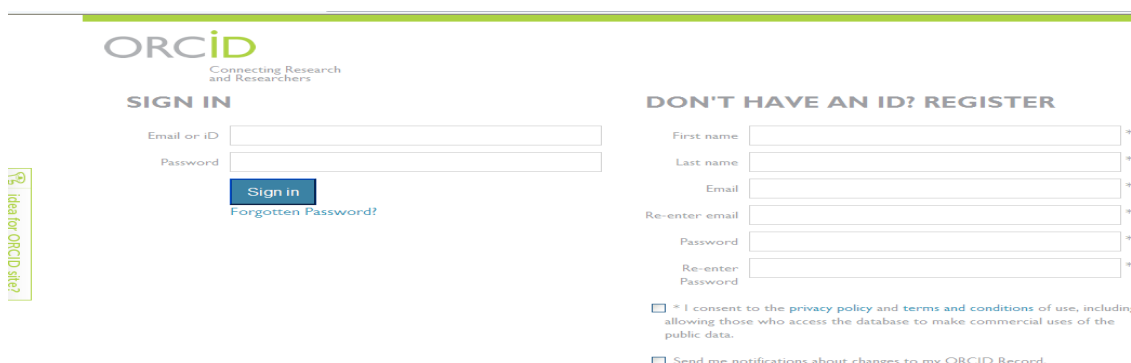 ORCiD
Connecting Research
and Researchers
SIGN IN
Email or iD
Password
Sign in
Forgotten Password?
idea for ORCID site?
DON'T HAVE AN ID? REGISTER
First name *
Last name *
Email *
Re-enter email *
Password *
Re-enter *
Password
* I consent to the privacy policy and terms and conditions of use, including
allowing those who access the database to make commercial uses of the
public data.
Send me notifications about changes to my ORCID Record.